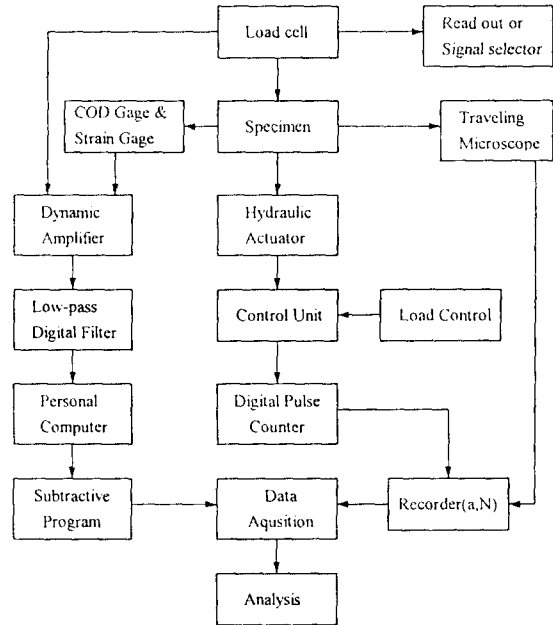 Load cell
Read out or
Signal selector
COD Gage &
Strain Gage
Specimen
Traveling
Microscope
Dynamic
Amplifier
Hydraulic
Actuator
Low-pass
Digital Filter
Control Unit
Load Control
Personal
Computer
Digital Pulse
Counter
Subtractive
Program
Data
Aqusition
Recorder(a,N)
Analysis